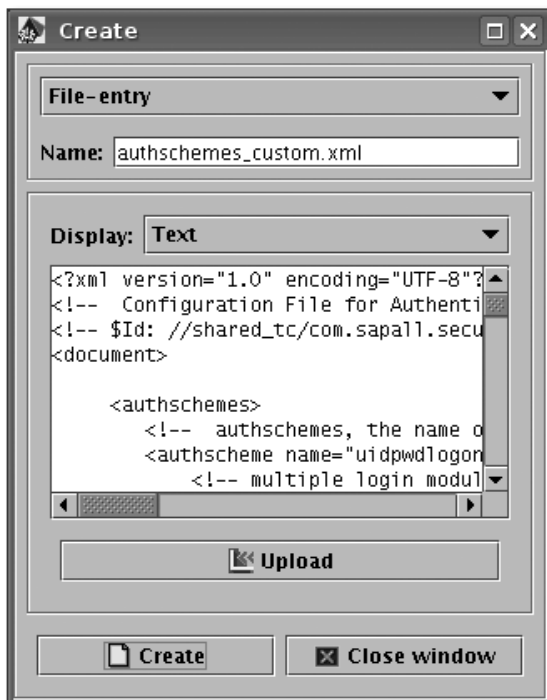 Create
File-entry
Name: authschemes_custom.xml
Display: Text
<?xml version="1.0" encoding="UTF-8"?
<!--  Configuration File for Authenti
<!-- $Id: //shared_tc/com.sapall.secu
<document>
<authschemes>
<!--  authschemes, the name o
<authscheme name="uidpwdlogon
<!-- multiple login modul
Upload
Create
Close window